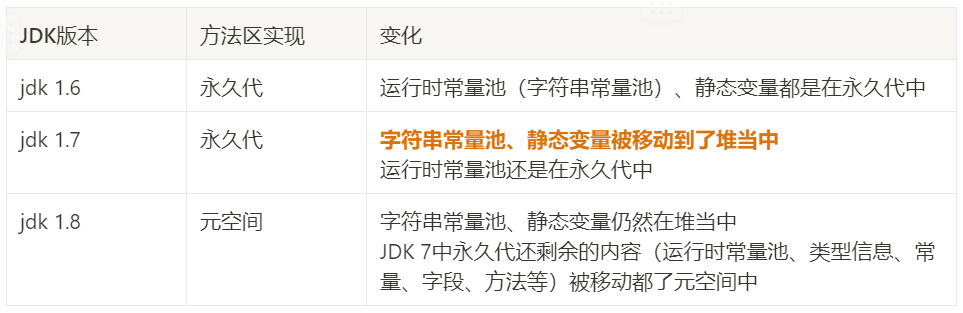 JDK版本 方法区实现 变化
jdk 1.6 永久代 运行时常量池（字符串常量池）、静态变量都是在永久代中
jdk 1.7 永久代 字符串常量池、静态变量被移动到了堆当中
运行时常量池还是在永久代中
jdk 1.8 元空间 字符串常量池、静态变量仍然在堆当中
JDK 7中永久代还剩余的内容（运行时常量池、类型信息、常
量、字段、方法等）被移动都了元空间中